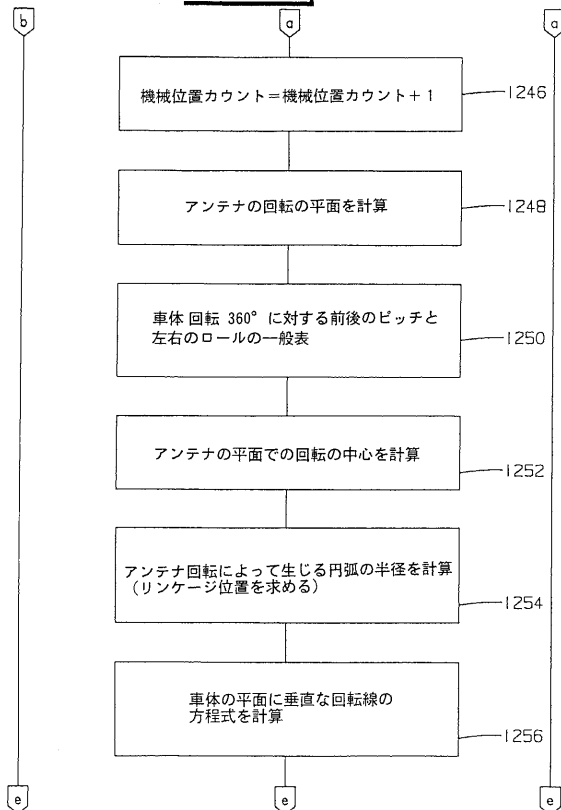 b
a
a
機械位置カウント＝機械位置カウント＋１
1246
アンテナの回転の平面を計算
1248
車体 回転 360° に対する前後のピッチと
左右のロールの一般表
1250
アンテナの平面での回転の中心を計算
1252
アンテナ回転によって生じる円弧の半径を計算
（リンケージ位置を求める）
1254
車体の平面に垂直な回転線の
方程式を計算
1256
e
e
e